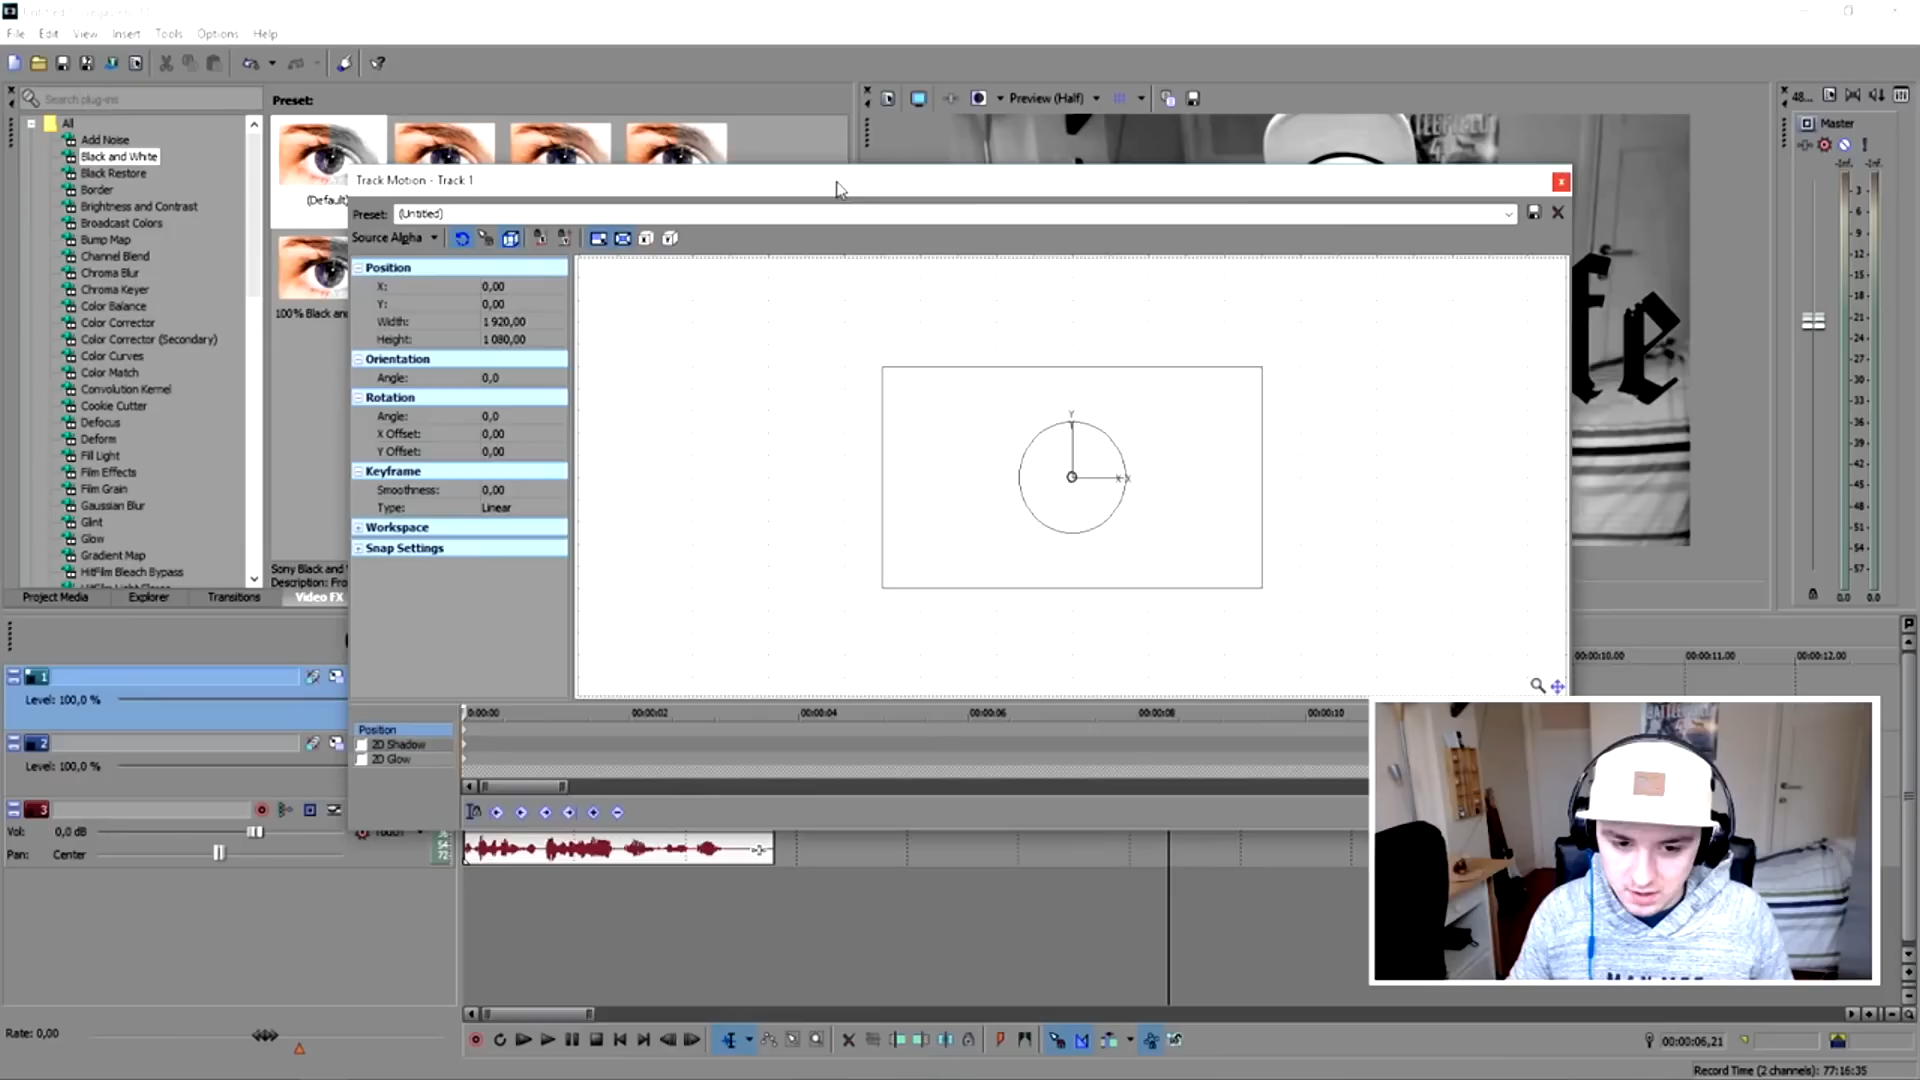 File Edit View Insert Tools Options Help
Search plug-ins
Preset:
Preview (Half)
48...
All
Add Noise
Black and White
Black Restore
Border
Brightness and Contrast
Broadcast Colors
Bump Map
Channel Blend
Chroma Blur
Chroma Keyer
Color Balance
Color Corrector
Color Corrector (Secondary)
Color Curves
Color Match
Convolution Kernel
Cookie Cutter
Defocus
Deform
Fill Light
Film Effects
Film Grain
Gaussian Blur
Glint
Glow
Gradient Map
HitFilm Bleach Bypass
(Default)
100% Black an
Sony Black and
Description: Fro
Project Media Explorer Transitions Video FX
Track Motion - Track 1
Preset: (Untitled)
Source Alpha
Position
X: 0,00
Y: 0,00
Width: 1 920,00
Height: 1 080,00
Orientation
Angle: 0,0
Rotation
Angle: 0,0
X Offset: 0,00
Y Offset: 0,00
Keyframe
Smoothness: 0,00
Type: Linear
Workspace
Snap Settings
Y
X
0:00:00 00:00:02 00:00:04 00:00:06 00:00:08 00:00:10
Position
2D Shadow
2D Glow
Master
-Inf. -Inf.
3
6
9
12
15
18
21
24
27
30
33
36
39
42
45
48
51
54
57
0.0 0.0
fe
00:00:10.00 00:00:11.00 00:00:12.00
1
Level: 100,0 %
2
Level: 100,0 %
3
Vol: 0,0 dB
Touch
Pan: Center
54
72
Rate: 0,00
00:00:06,21
Record Time (2 channels): 77:16:35